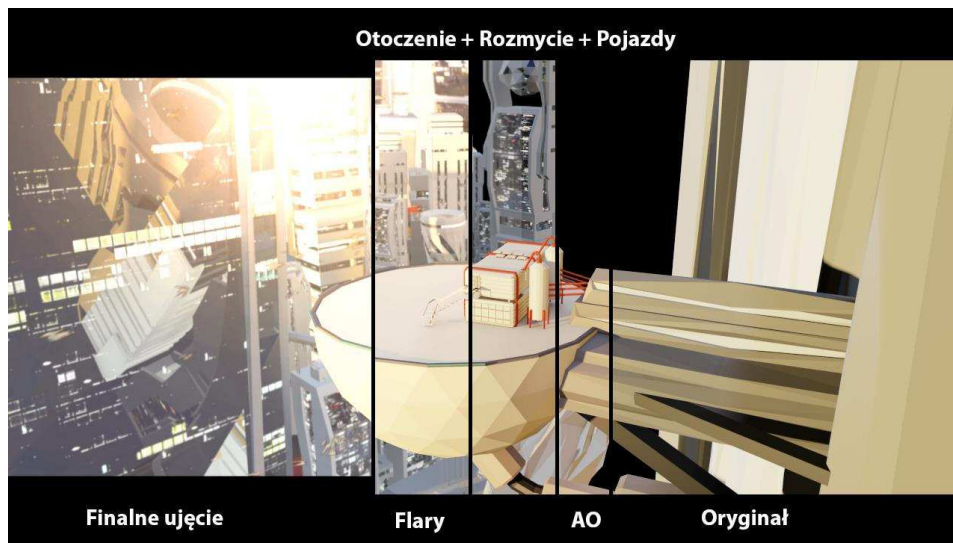 Otoczenie + Rozmycie + Pojazdy
Finalne ujęcie
Flary
AO
Oryginał